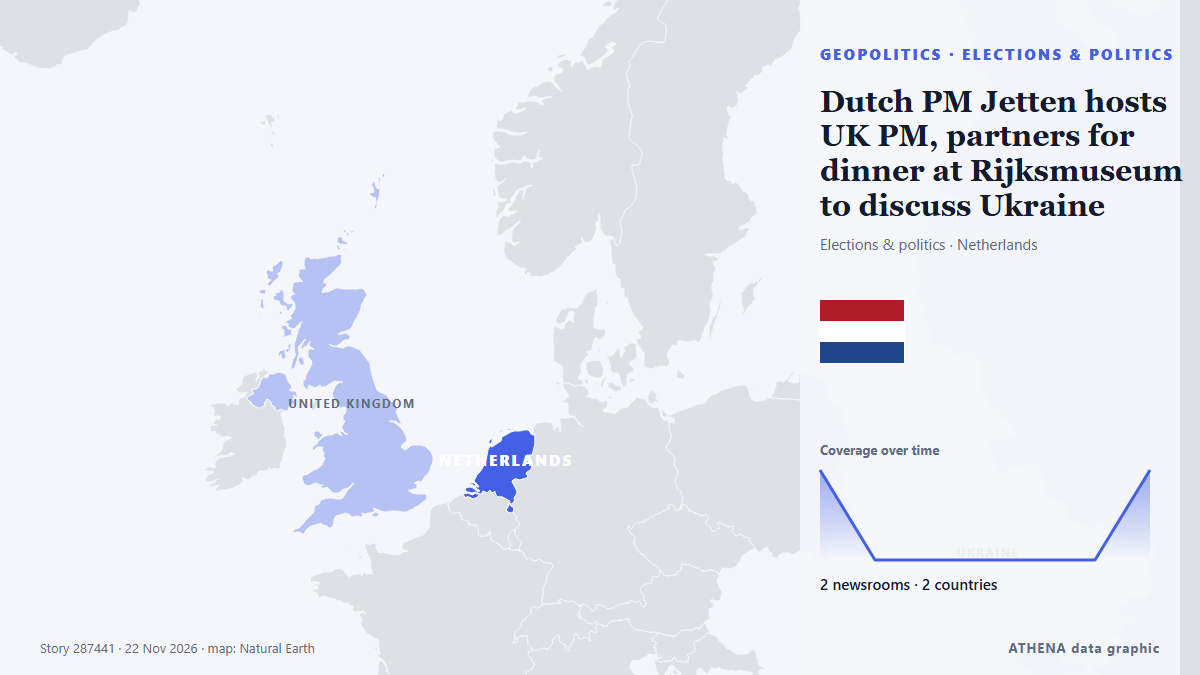 GEOPOLITICS · ELECTIONS & POLITICS
Dutch PM Jetten hosts
UK PM, partners for
dinner at Rijksmuseum
to discuss Ukraine
Elections & politics · Netherlands
UNITED KINGDOM
NETHERLANDS
Coverage over time
UKRAINE
2 newsrooms · 2 countries
Story 287441 · 22 Nov 2026 · map: Natural Earth
ATHENA data graphic